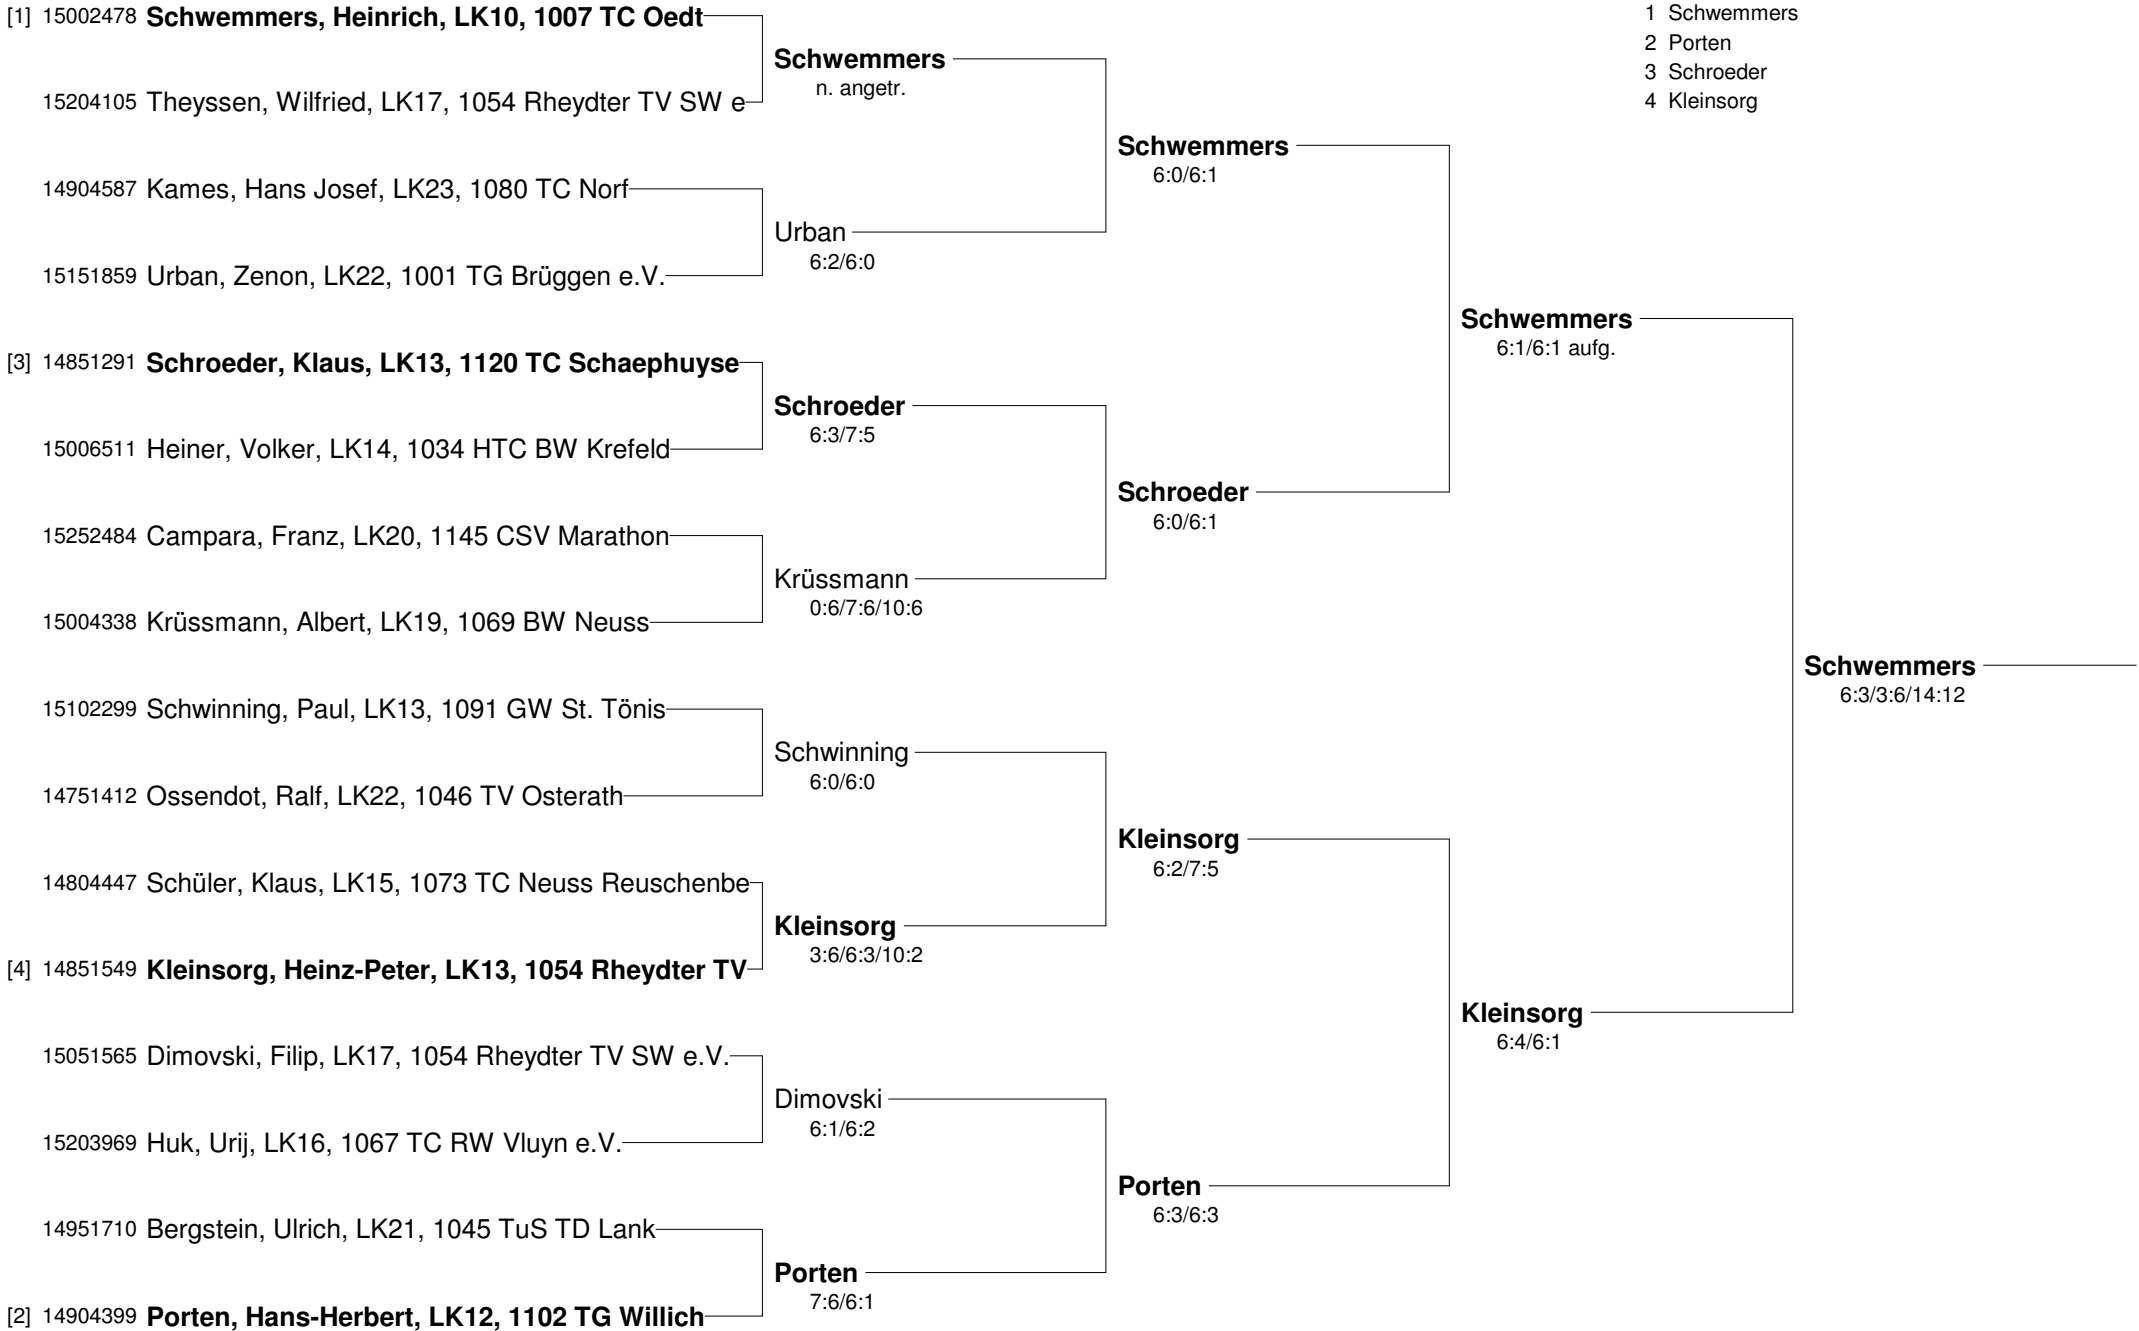 [1] 15002478 Schwemmers, Heinrich, LK10, 1007 TC Oedt
15204105 Theyssen, Wilfried, LK17, 1054 Rheydter TV SW e
14904587 Kames, Hans Josef, LK23, 1080 TC Norf
15151859 Urban, Zenon, LK22, 1001 TG Brüggen e.V.
[3] 14851291 Schroeder, Klaus, LK13, 1120 TC Schaephuyse
15006511 Heiner, Volker, LK14, 1034 HTC BW Krefeld
15252484 Campara, Franz, LK20, 1145 CSV Marathon
15004338 Krüssmann, Albert, LK19, 1069 BW Neuss
15102299 Schwinning, Paul, LK13, 1091 GW St. Tönis
14751412 Ossendot, Ralf, LK22, 1046 TV Osterath
14804447 Schüler, Klaus, LK15, 1073 TC Neuss Reuschenbe
[4] 14851549 Kleinsorg, Heinz-Peter, LK13, 1054 Rheydter TV
15051565 Dimovski, Filip, LK17, 1054 Rheydter TV SW e.V.
15203969 Huk, Urij, LK16, 1067 TC RW Vluyn e.V.
14951710 Bergstein, Ulrich, LK21, 1045 TuS TD Lank
[2] 14904399 Porten, Hans-Herbert, LK12, 1102 TG Willich
Schwemmers
n. angetr.
Urban
6:2/6:0
Schroeder
6:3/7:5
Krüssmann
0:6/7:6/10:6
Schwinning
6:0/6:0
Kleinsorg
3:6/6:3/10:2
Dimovski
6:1/6:2
Porten
7:6/6:1
Schwemmers
6:0/6:1
Schroeder
6:0/6:1
Kleinsorg
6:2/7:5
Porten
6:3/6:3
Schwemmers
6:1/6:1 aufg.
Kleinsorg
6:4/6:1
Schwemmers
6:3/3:6/14:12
1 Schwemmers
2 Porten
3 Schroeder
4 Kleinsorg